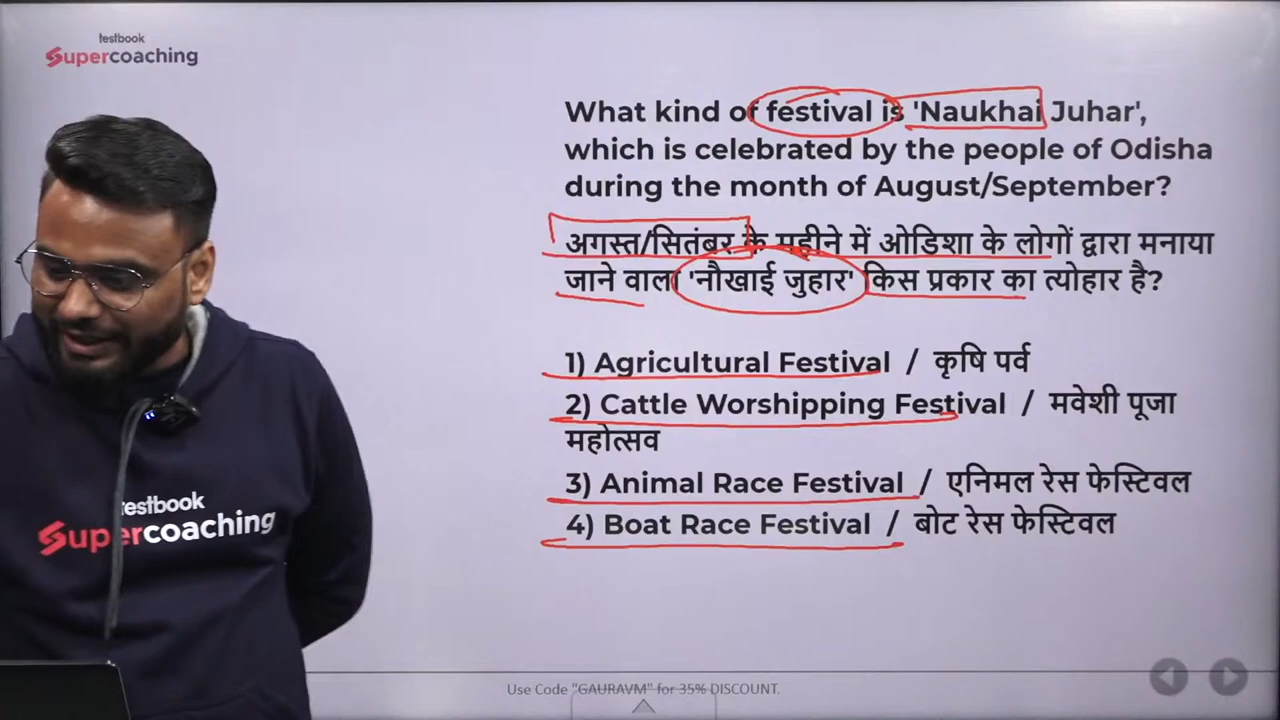 testbook
Supercoaching
What kind of festival is 'Naukhai Juhar',
which is celebrated by the people of Odisha
during the month of August/September?
अगस्त/सितंबर के महीने में ओडिशा के लोगों द्वारा मनाया
जाने वाला 'नौखाई जुहार' किस प्रकार का त्योहार है?
1) Agricultural Festival / कृषि पर्व
2) Cattle Worshipping Festival / मवेशी पूजा
महोत्सव
3) Animal Race Festival / एनिमल रेस फेस्टिवल
4) Boat Race Festival / बोट रेस फेस्टिवल
testbook
Supercoaching
Use Code "GAURAVM" for 35% DISCOUNT.